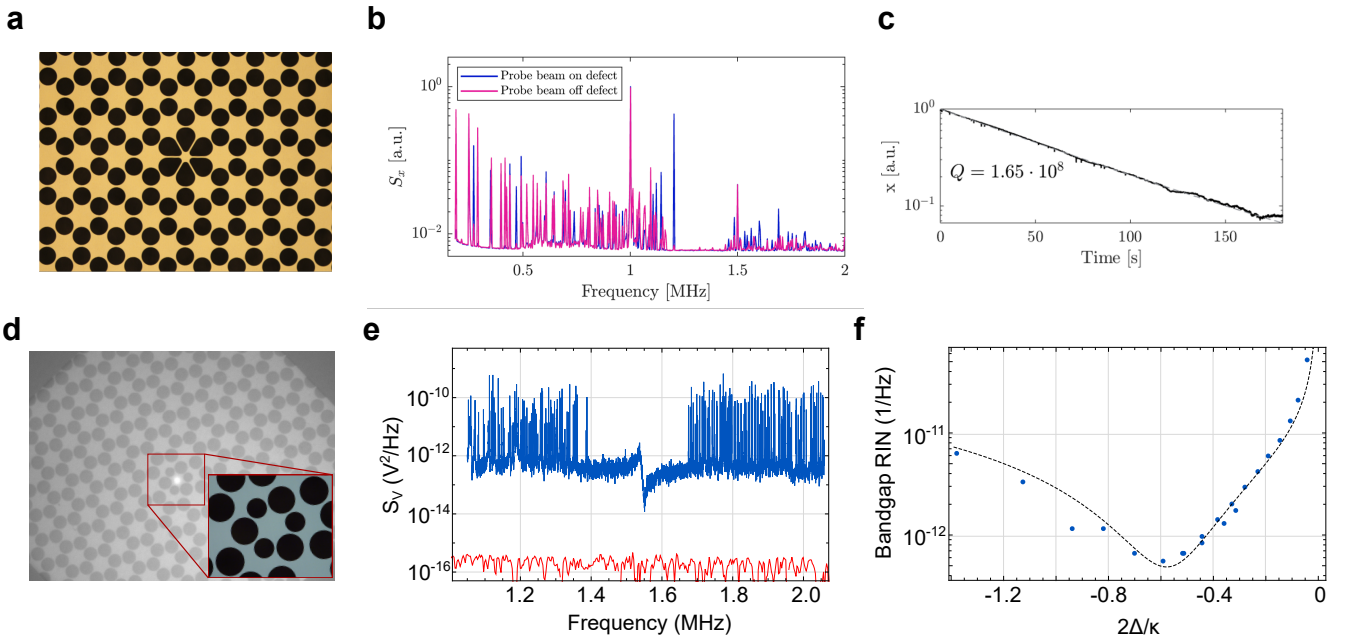 a
b
Probe beam on defect
Probe beam off defect
S_x [a.u.]
10^0
10^{-2}
0.5
1
1.5
2
Frequency [MHz]
c
x [a.u.]
10^0
10^{-1}
Q = 1.65 · 10^8
0
50
100
150
Time [s]
d
e
S_V (V^2/Hz)
10^{-10}
10^{-12}
10^{-14}
10^{-16}
1.2
1.4
1.6
1.8
2.0
Frequency (MHz)
f
Bandgap RIN (1/Hz)
10^{-11}
10^{-12}
-1.2
-0.8
-0.4
0
2Δ/κ